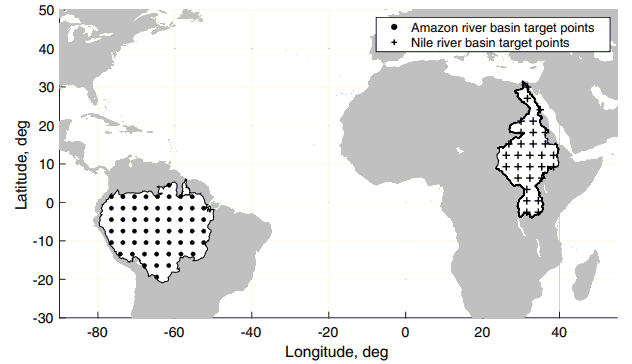 50
Amazon river basin target points
Nile river basin target points
40
30
20
10
0
-10
-20
-30
Latitude, deg
-80 -60 -40 -20 0 20 40
Longitude, deg